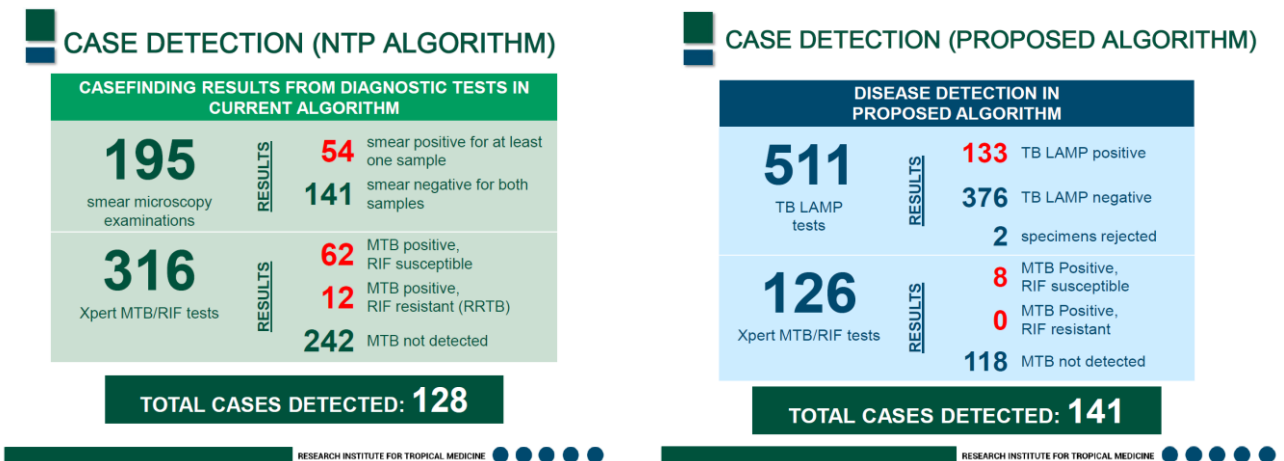 CASE DETECTION (NTP ALGORITHM)
CASEFINDING RESULTS FROM DIAGNOSTIC TESTS IN
CURRENT ALGORITHM
195
smear microscopy
examinations
RESULTS
54
smear positive for at least
one sample
141
smear negative for both
samples
316
Xpert MTB/RIF tests
RESULTS
62
MTB positive,
RIF susceptible
12
MTB positive,
RIF resistant (RRTB)
242 MTB not detected
TOTAL CASES DETECTED: 128
RESEARCH INSTITUTE FOR TROPICAL MEDICINE
CASE DETECTION (PROPOSED ALGORITHM)
DISEASE DETECTION IN
PROPOSED ALGORITHM
511
TB LAMP
tests
RESULTS
133 TB LAMP positive
376 TB LAMP negative
2 specimens rejected
126
Xpert MTB/RIF tests
RESULTS
8
MTB Positive,
RIF susceptible
0
MTB Positive,
RIF resistant
118 MTB not detected
TOTAL CASES DETECTED: 141
RESEARCH INSTITUTE FOR TROPICAL MEDICINE